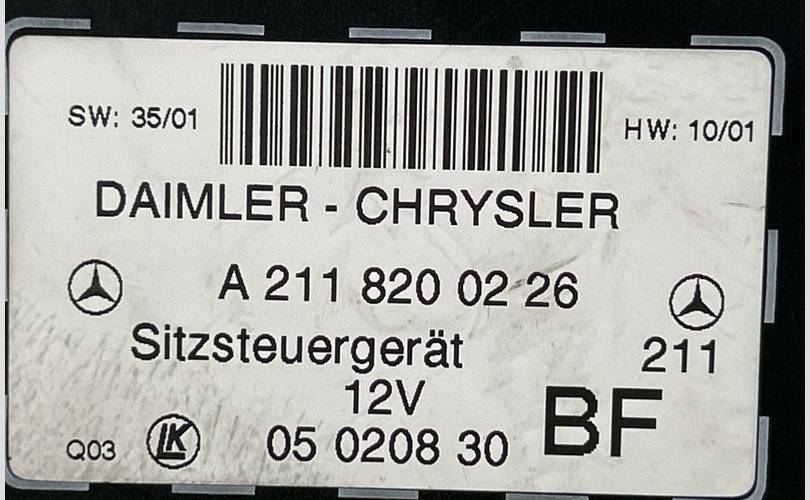 SW: 35/01
HW: 10/01
DAIMLER - CHRYSLER
A 211 820 02 26
Sitzsteuergerät
211
12V
BF
Q03
LK
05 0208 30